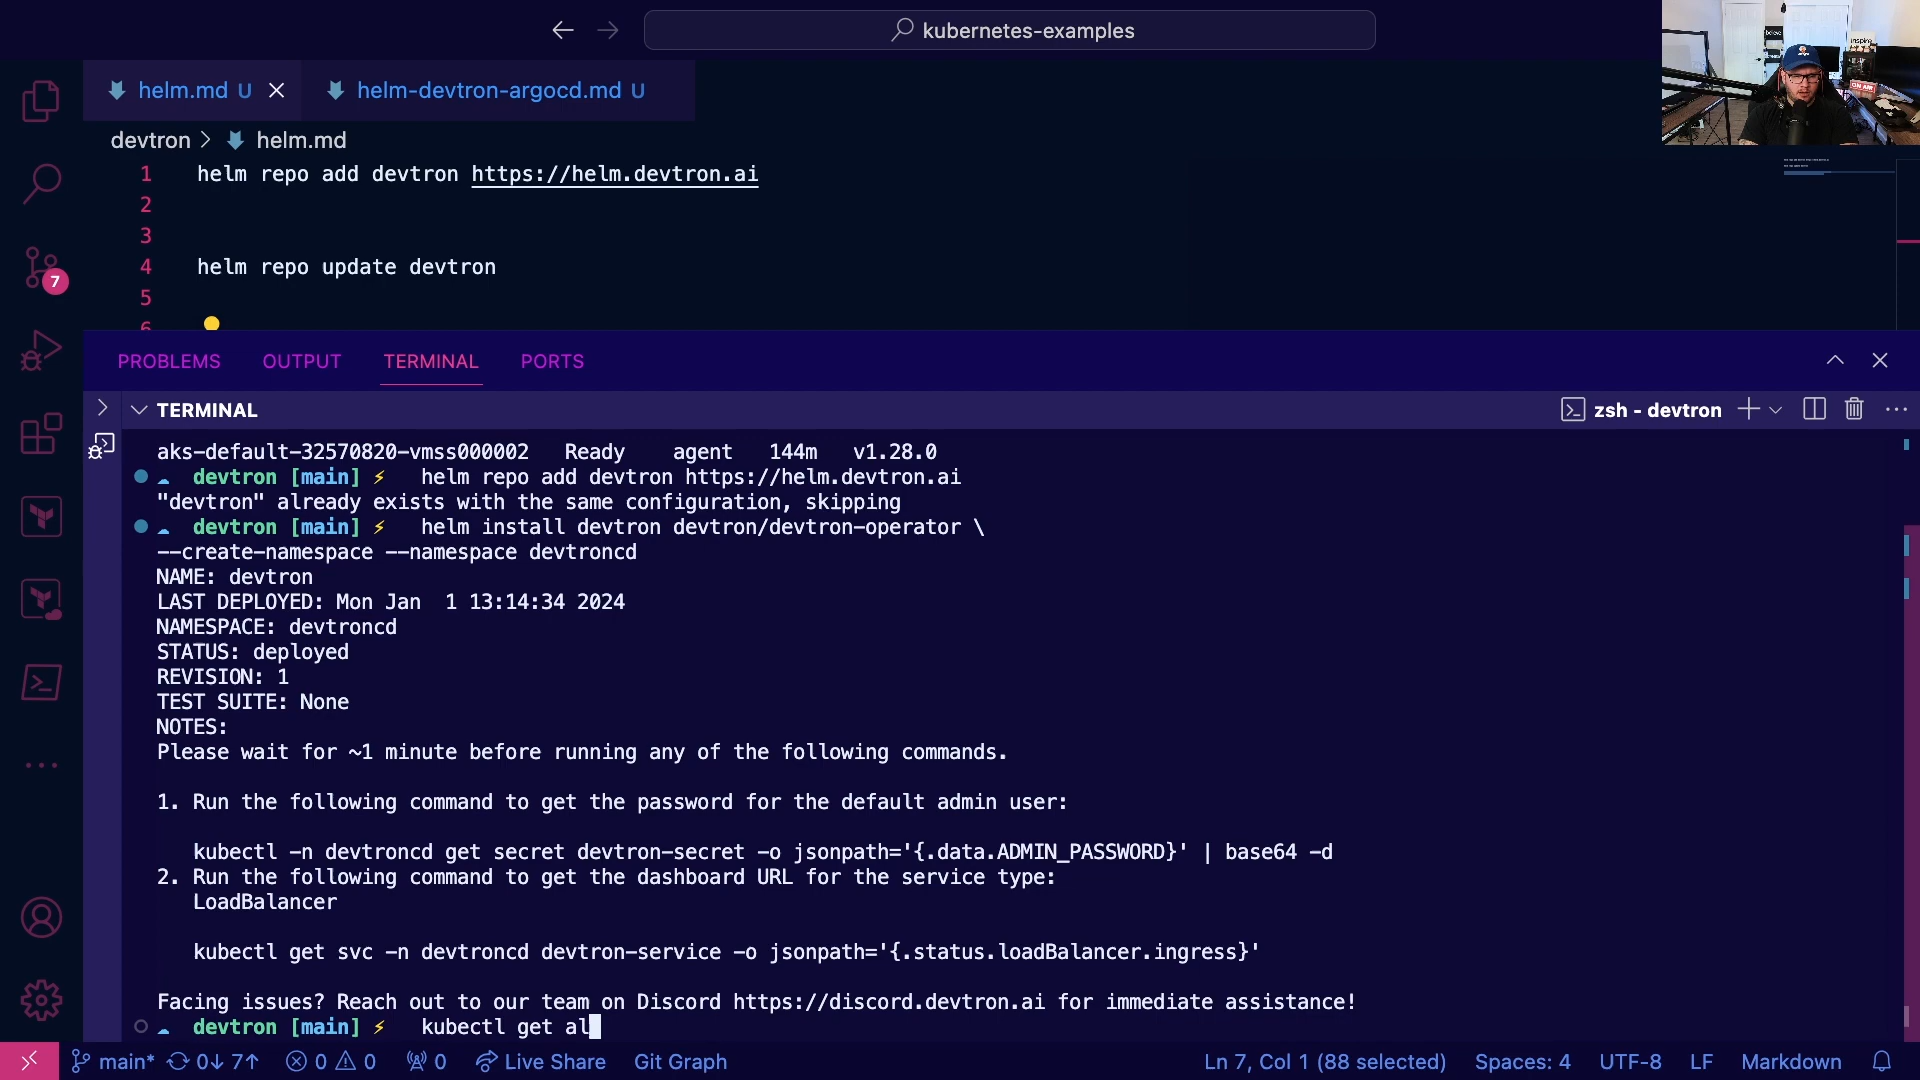 kubernetes-examples
helm.md U
helm-devtron-argocd.md U
devtron > helm.md
1 helm repo add devtron https://helm.devtron.ai
2
3
4 helm repo update devtron
5
6
7
PROBLEMS OUTPUT TERMINAL PORTS
TERMINAL
zsh - devtron
aks-default-32570820-vmss000002 Ready agent 144m v1.28.0
devtron [main] ⚡ helm repo add devtron https://helm.devtron.ai
"devtron" already exists with the same configuration, skipping
devtron [main] ⚡ helm install devtron devtron/devtron-operator \
--create-namespace --namespace devtroncd
NAME: devtron
LAST DEPLOYED: Mon Jan 1 13:14:34 2024
NAMESPACE: devtroncd
STATUS: deployed
REVISION: 1
TEST SUITE: None
NOTES:
Please wait for ~1 minute before running any of the following commands.
1. Run the following command to get the password for the default admin user:
kubectl -n devtroncd get secret devtron-secret -o jsonpath='{.data.ADMIN_PASSWORD}' | base64 -d
2. Run the following command to get the dashboard URL for the service type:
LoadBalancer
kubectl get svc -n devtroncd devtron-service -o jsonpath='{.status.loadBalancer.ingress}'
Facing issues? Reach out to our team on Discord https://discord.devtron.ai for immediate assistance!
devtron [main] ⚡ kubectl get al
main* 0↓ 7↑ 0 0 0 Live Share Git Graph
Ln 7, Col 1 (88 selected) Spaces: 4 UTF-8 LF Markdown